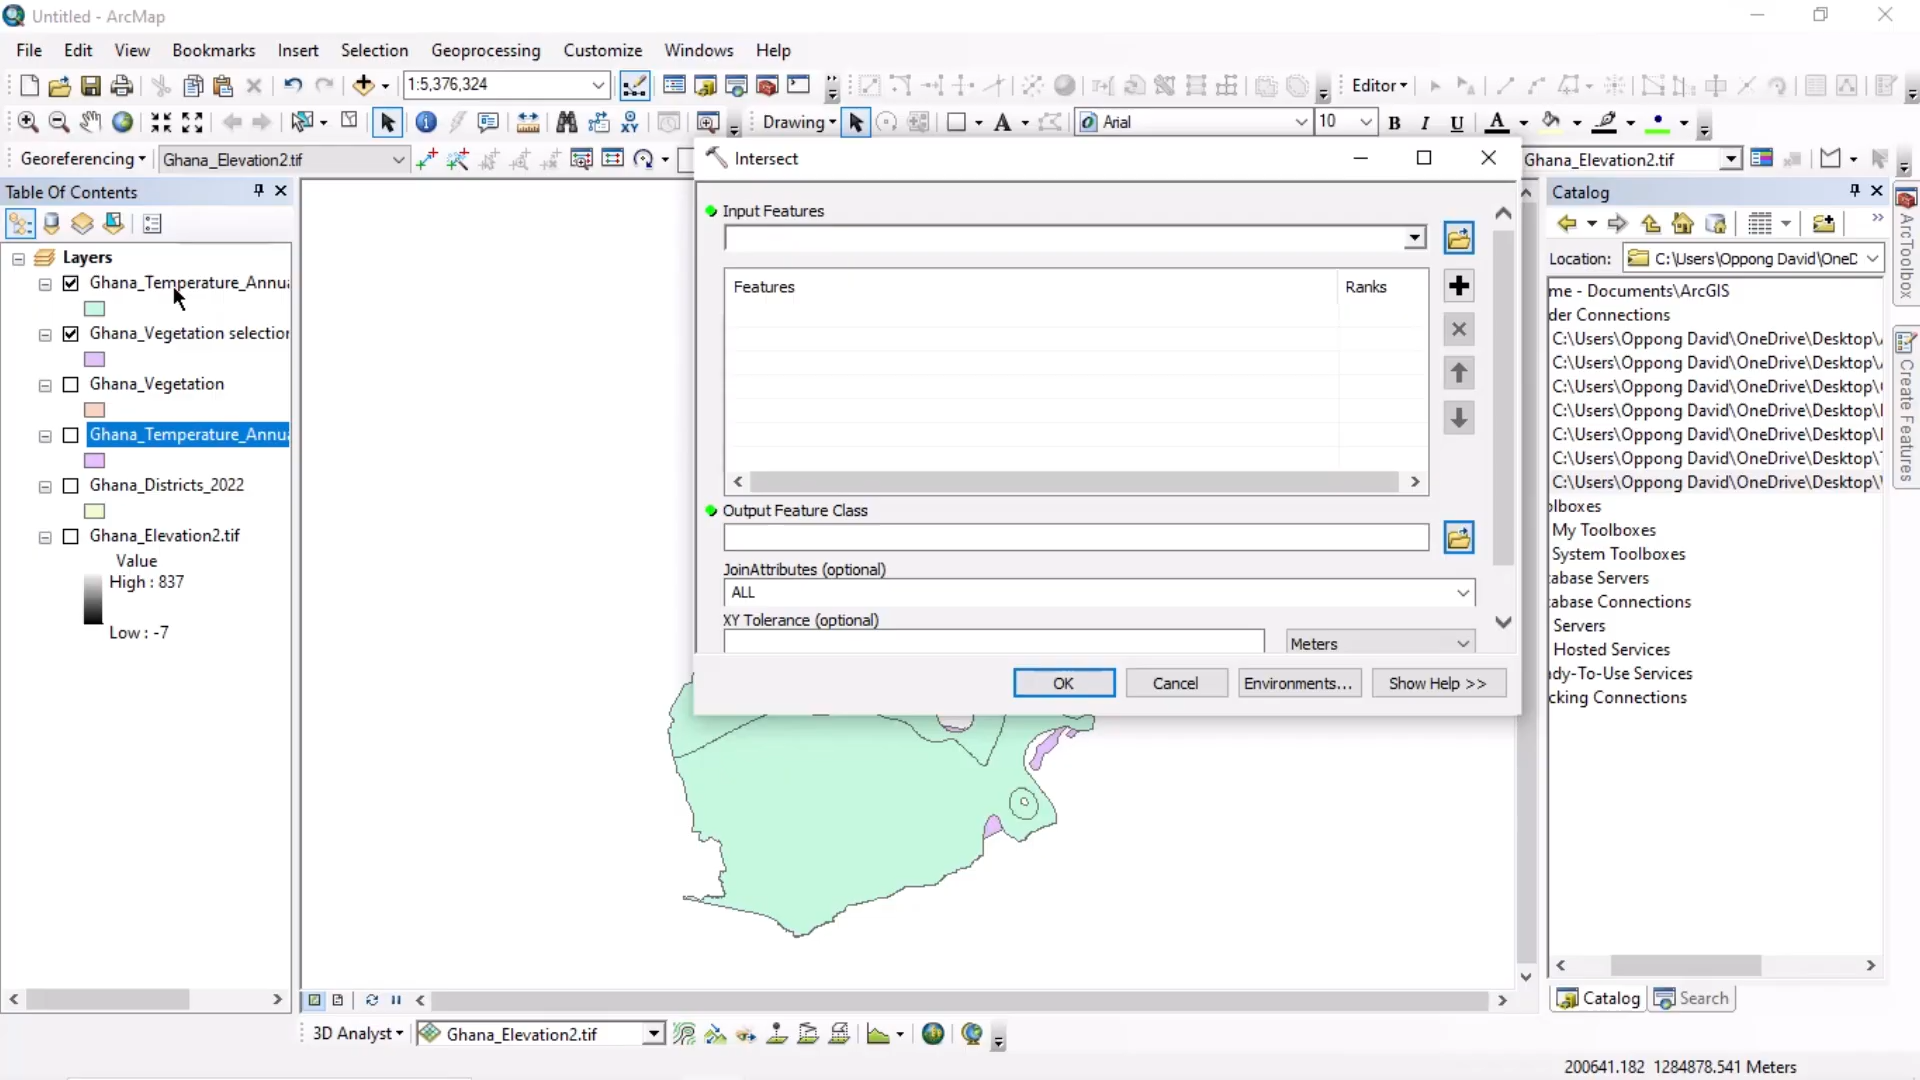 Untitled - ArcMap
File Edit View Bookmarks Insert Selection Geoprocessing Customize Windows Help
1:5,376,324
Editor
Drawing
Arial
10
B I U A
Georeferencing
Ghana_Elevation2.tif
Intersect
Ghana_Elevation2.tif
Table Of Contents
Layers
Ghana_Temperature_Annua
Ghana_Vegetation selection
Ghana_Vegetation
Ghana_Temperature_Annua
Ghana_Districts_2022
Ghana_Elevation2.tif
Value
High : 837
Low : -7
Input Features
Features
Ranks
Output Feature Class
JoinAttributes (optional)
ALL
XY Tolerance (optional)
Meters
OK
Cancel
Environments...
Show Help >>
Catalog
Location:
C:\Users\Oppong David\OneD
me - Documents\ArcGIS
der Connections
C:\Users\Oppong David\OneDrive\Desktop\
C:\Users\Oppong David\OneDrive\Desktop\
C:\Users\Oppong David\OneDrive\Desktop\
C:\Users\Oppong David\OneDrive\Desktop\
C:\Users\Oppong David\OneDrive\Desktop\
C:\Users\Oppong David\OneDrive\Desktop\
C:\Users\Oppong David\OneDrive\Desktop\
olboxes
My Toolboxes
System Toolboxes
abase Servers
abase Connections
Servers
Hosted Services
dy-To-Use Services
cking Connections
Catalog
Search
ArcToolbox
Create Features
3D Analyst
Ghana_Elevation2.tif
200641.182 1284878.541 Meters